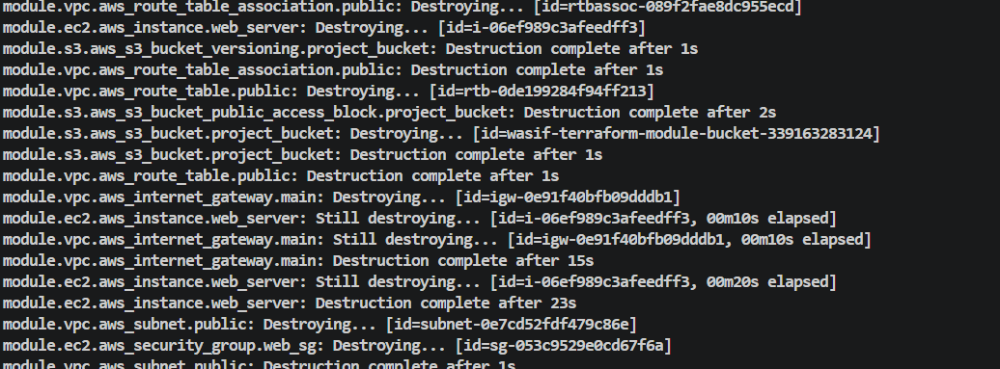 module.vpc.aws_route_table_association.public: Destroying... [id=rtbassoc-089f2fae8dc955ecd]
module.ec2.aws_instance.web_server: Destroying... [id=i-06ef989c3afeedff3]
module.s3.aws_s3_bucket_versioning.project_bucket: Destruction complete after 1s
module.vpc.aws_route_table_association.public: Destruction complete after 1s
module.vpc.aws_route_table.public: Destroying... [id=rtb-0de199284f94ff213]
module.s3.aws_s3_bucket_public_access_block.project_bucket: Destruction complete after 2s
module.s3.aws_s3_bucket.project_bucket: Destroying... [id=wasif-terraform-module-bucket-339163283124]
module.s3.aws_s3_bucket.project_bucket: Destruction complete after 1s
module.vpc.aws_route_table.public: Destruction complete after 1s
module.vpc.aws_internet_gateway.main: Destroying... [id=igw-0e91f40bfb09dddb1]
module.ec2.aws_instance.web_server: Still destroying... [id=i-06ef989c3afeedff3, 00m10s elapsed]
module.vpc.aws_internet_gateway.main: Still destroying... [id=igw-0e91f40bfb09dddb1, 00m10s elapsed]
module.vpc.aws_internet_gateway.main: Destruction complete after 15s
module.ec2.aws_instance.web_server: Still destroying... [id=i-06ef989c3afeedff3, 00m20s elapsed]
module.ec2.aws_instance.web_server: Destruction complete after 23s
module.vpc.aws_subnet.public: Destroying... [id=subnet-0e7cd52fdf479c86e]
module.ec2.aws_security_group.web_sg: Destroying... [id=sg-053c9529e0cd67f6a]
module.vpc.aws_subnet.public: Destruction complete after 1s